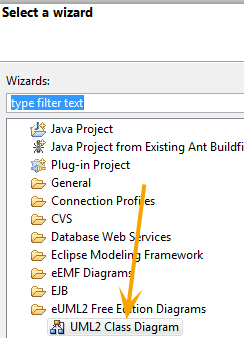 Select a wizard
Wizards:
type filter text
Java Project
Java Project from Existing Ant Buildfi
Plug-in Project
General
Connection Profiles
CVS
Database Web Services
Eclipse Modeling Framework
eEMF Diagrams
EJB
eUML2 Free Edition Diagrams
UML2 Class Diagram